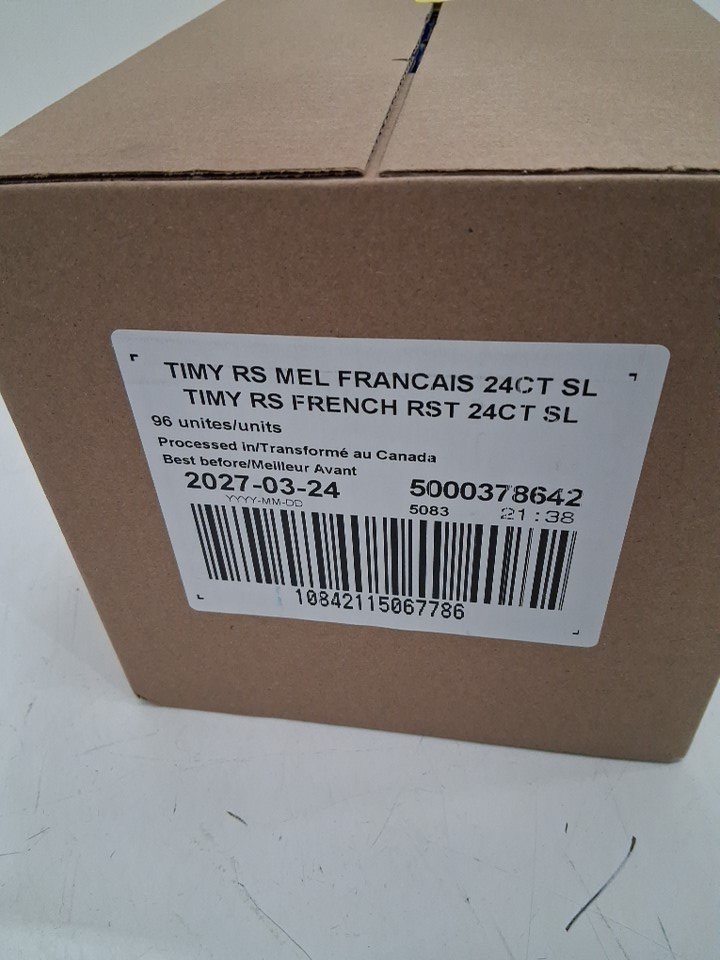 TIMY RS MEL FRANCAIS 24CT SL
TIMY RS FRENCH RST 24CT SL
96 unites/units
Processed in/Transformé au Canada
Best before/Meilleur Avant
2027-03-24 5000378642
YYYY-MM-DD 5083 21:38
10842115067786